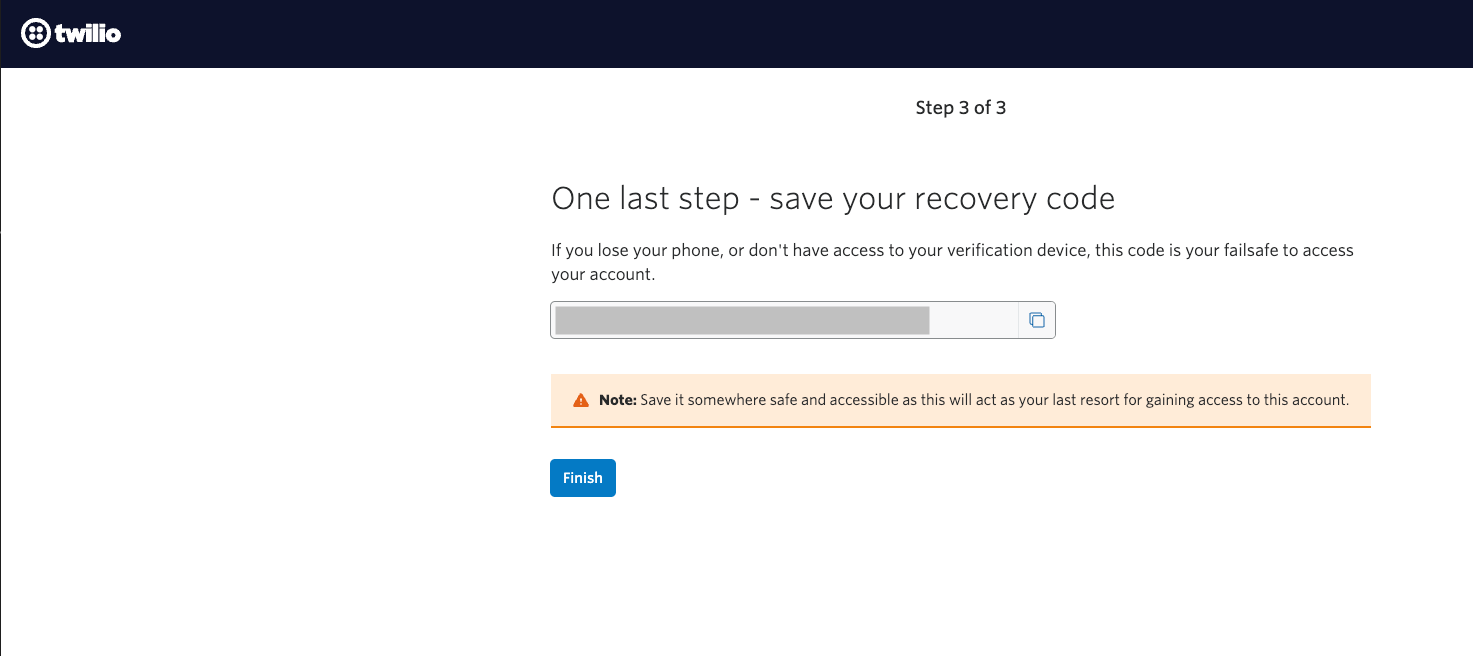 twilio
Step 3 of 3
One last step - save your recovery code
If you lose your phone, or don't have access to your verification device, this code is your failsafe to access
your account.
Note: Save it somewhere safe and accessible as this will act as your last resort for gaining access to this account.
Finish